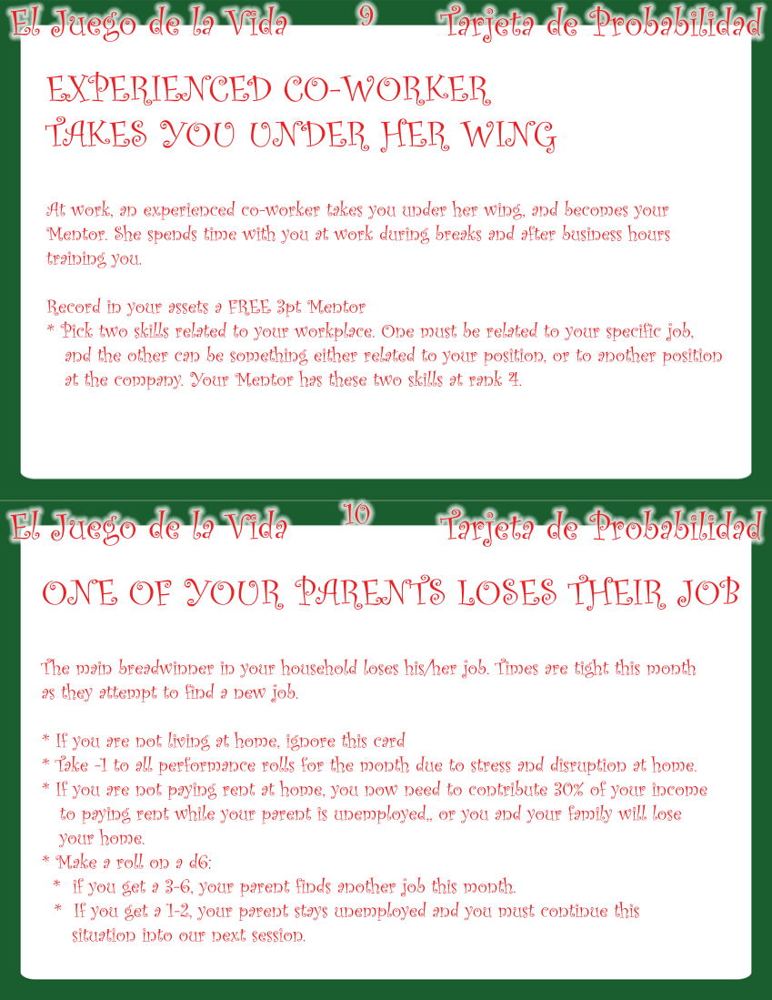 El Juego de la Vida 9 Tarjeta de Probabilidad
EXPERIENCED CO-WORKER
TAKES YOU UNDER HER WING
At work, an experienced co-worker takes you under her wing, and becomes your
Mentor. She spends time with you at work during breaks and after business hours
training you.
Record in your assets a FREE 3pt Mentor
* Pick two skills related to your workplace. One must be related to your specific job,
and the other can be something either related to your position, or to another position
at the company. Your Mentor has these two skills at rank 4.
El Juego de la Vida 10 Tarjeta de Probabilidad
ONE OF YOUR PARENTS LOSES THEIR JOB
The main breadwinner in your household loses his/her job. Times are tight this month
as they attempt to find a new job.
* If you are not living at home, ignore this card
* Take -1 to all performance rolls for the month due to stress and disruption at home.
* If you are not paying rent at home, you now need to contribute 30% of your income
to paying rent while your parent is unemployed,, or you and your family will lose
your home.
* Make a roll on a d6:
* if you get a 3-6, your parent finds another job this month.
* If you get a 1-2, your parent stays unemployed and you must continue this
situation into our next session.